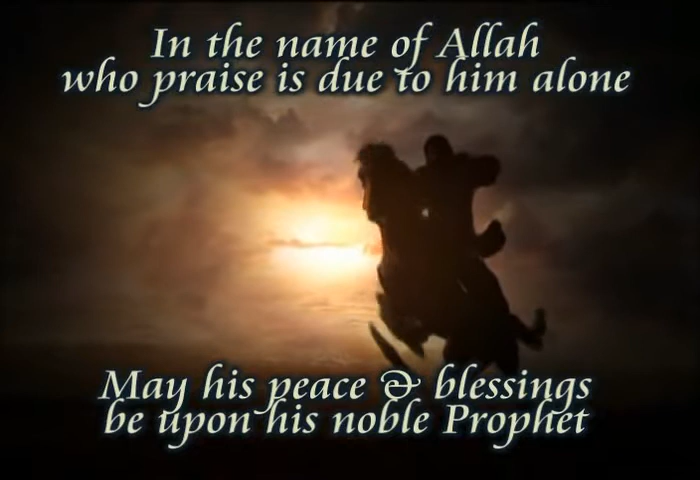 In the name of Allah
who praise is due to him alone
May his peace & blessings
be upon his noble Prophet